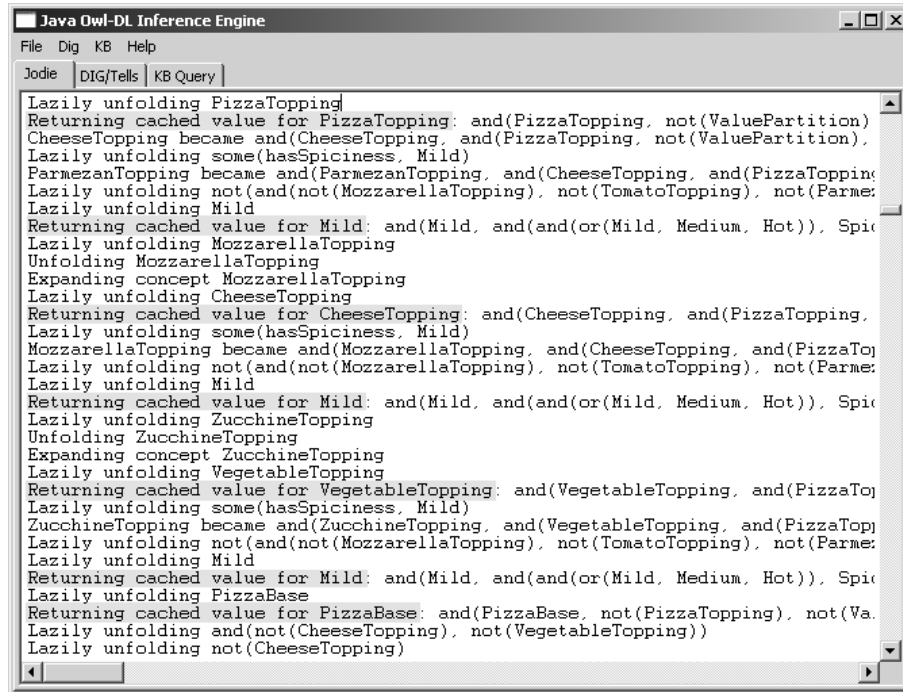 Java Owl-DL Inference Engine
File Dig KB Help
Jodie DIG/Tells KB Query
Lazily unfolding PizzaTopping
Returning cached value for PizzaTopping: and(PizzaTopping, not(ValuePartition)
CheeseTopping became and(CheeseTopping, and(PizzaTopping, not(ValuePartition),
Lazily unfolding some(hasSpiciness, Mild)
ParmezanTopping became and(ParmezanTopping, and(CheeseTopping, and(PizzaTopping
Lazily unfolding not(and(not(MozzarellaTopping), not(TomatoTopping), not(Parme
Lazily unfolding Mild
Returning cached value for Mild: and(Mild, and(and(or(Mild, Medium, Hot)), Spi
Lazily unfolding MozzarellaTopping
Unfolding MozzarellaTopping
Expanding concept MozzarellaTopping
Lazily unfolding CheeseTopping
Returning cached value for CheeseTopping: and(CheeseTopping, and(PizzaTopping,
Lazily unfolding some(hasSpiciness, Mild)
MozzarellaTopping became and(MozzarellaTopping, and(CheeseTopping, and(PizzaTo
Lazily unfolding not(and(not(MozzarellaTopping), not(TomatoTopping), not(Parme
Lazily unfolding Mild
Returning cached value for Mild: and(Mild, and(and(or(Mild, Medium, Hot)), Spi
Lazily unfolding ZucchineTopping
Unfolding ZucchineTopping
Expanding concept ZucchineTopping
Lazily unfolding VegetableTopping
Returning cached value for VegetableTopping: and(VegetableTopping, and(PizzaTo
Lazily unfolding some(hasSpiciness, Mild)
ZucchineTopping became and(ZucchineTopping, and(VegetableTopping, and(PizzaTopp
Lazily unfolding not(and(not(MozzarellaTopping), not(TomatoTopping), not(Parme
Lazily unfolding Mild
Returning cached value for Mild: and(Mild, and(and(or(Mild, Medium, Hot)), Spi
Lazily unfolding PizzaBase
Returning cached value for PizzaBase: and(PizzaBase, not(PizzaTopping), not(Va
Lazily unfolding and(not(CheeseTopping), not(VegetableTopping))
Lazily unfolding not(CheeseTopping)